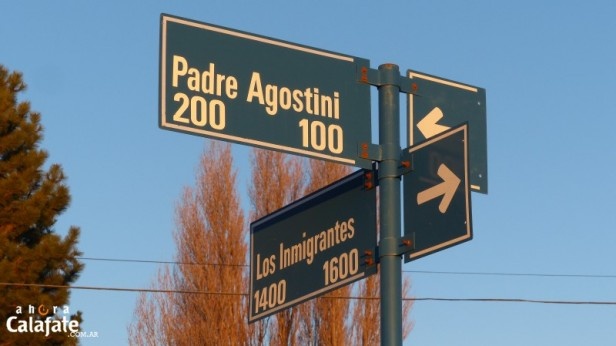 Padre Agostini
200 100
Los Inmigrantes
1400 1600
ahora
Calafate
.COM.AR